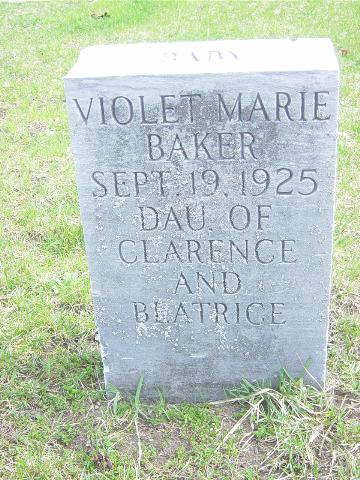 BABY
VIOLET MARIE
BAKER
SEPT. 19, 1925
DAU. OF
CLARENCE
AND
BEATRICE